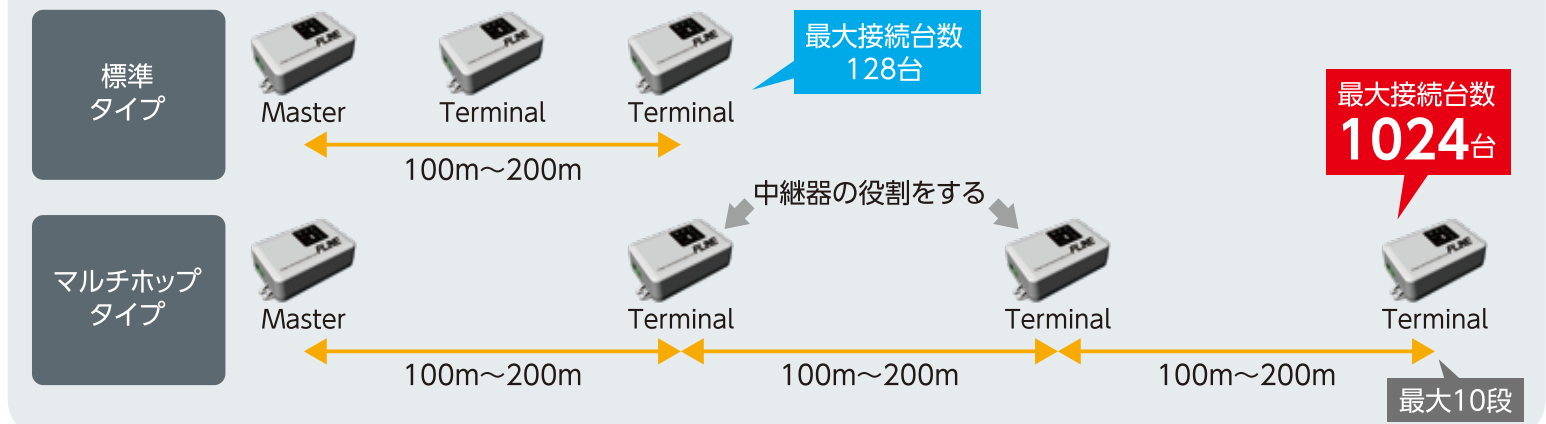 標準
タイプ
Master
Terminal
Terminal
最大接続台数
128台
100m～200m
最大接続台数
1024台
中継器の役割をする
マルチホップ
タイプ
Master
Terminal
Terminal
Terminal
100m～200m
100m～200m
100m～200m
最大10段